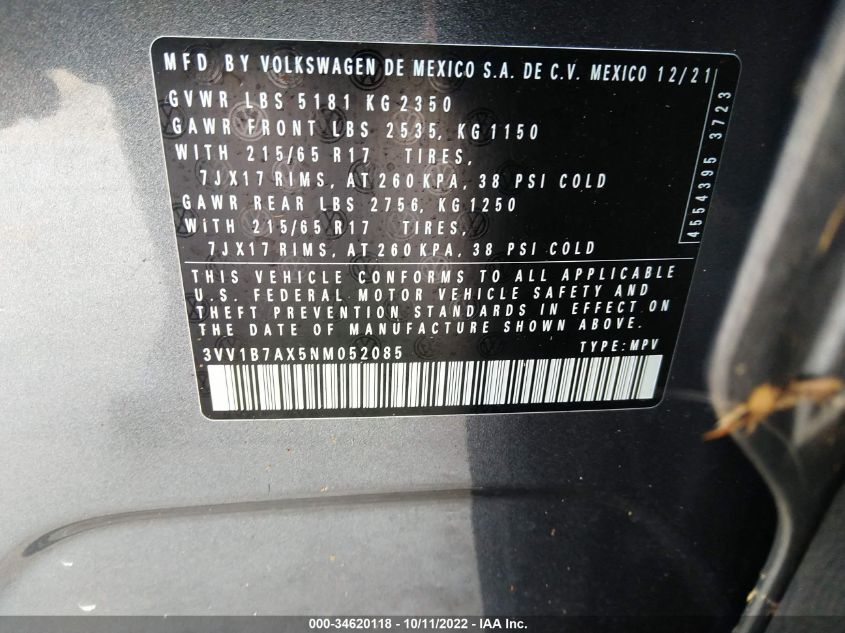 MFD BY VOLKSWAGEN DE MEXICO S.A. DE C.V. MEXICO 12/21
GVWR LBS 5181 KG 2350
GAWR FRONT LBS 2535, KG 1150
WITH 215/65 R17 TIRES,
7JX17 RIMS, AT 260 KPA, 38 PSI COLD
GAWR REAR LBS 2756, KG 1250
WiTH 215/65 R17 TIRES,
7JX17 RIMS, AT 260 KPA, 38 PSI COLD
4554395 3723
THIS VEHICLE CONFORMS TO ALL APPLICABLE
U.S. FEDERAL MOTOR VEHICLE SAFETY AND
THEFT PREVENTION STANDARDS IN EFFECT ON
THE DATE OF MANUFACTURE SHOWN ABOVE.
3VV1B7AX5NM052085 TYPE: MPV
000-34620118 - 10/11/2022 - IAA Inc.